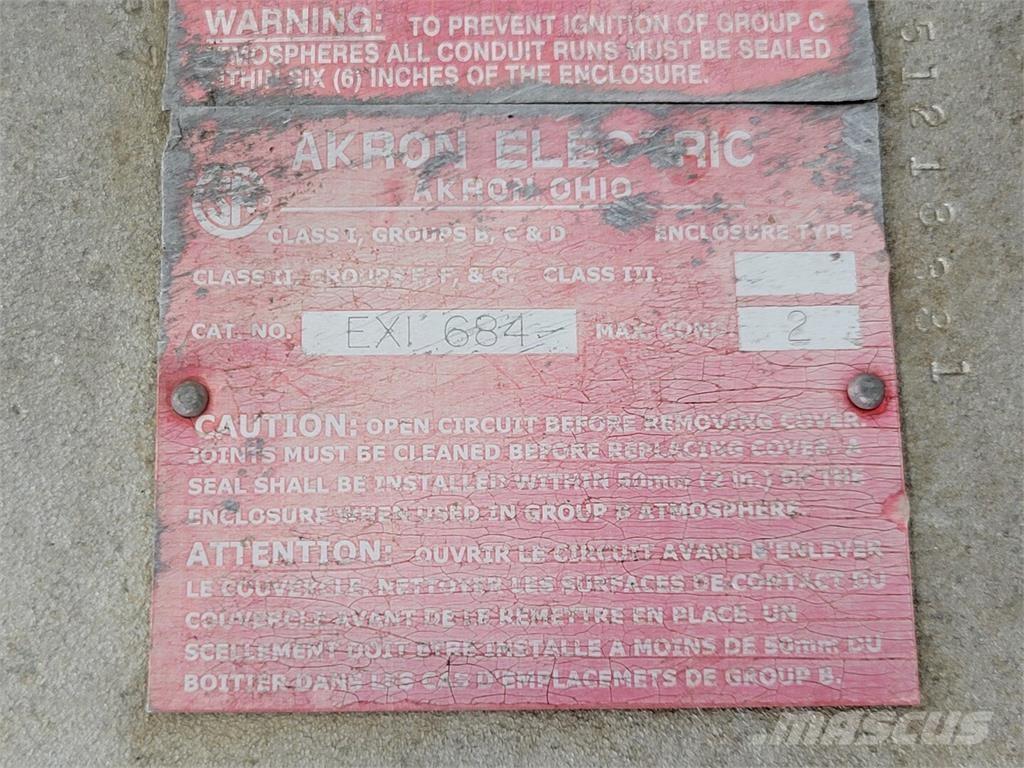 WARNING: TO PREVENT IGNITION OF GROUP C
ATMOSPHERES ALL CONDUIT RUNS MUST BE SEALED
WITHIN SIX (6) INCHES OF THE ENCLOSURE.
AKRON ELECTRIC
AKRON, OHIO
CLASS I, GROUPS B, C & D ENCLOSURE TYPE
CLASS II, GROUPS E, F, & G. CLASS III.
CAT. NO. EXI 684 MAX. COND. 2
CAUTION: OPEN CIRCUIT BEFORE REMOVING COVER.
JOINTS MUST BE CLEANED BEFORE REPLACING COVER. A
SEAL SHALL BE INSTALLED WITHIN 50mm (2 in.) OF THE
ENCLOSURE WHEN USED IN GROUP B ATMOSPHERE.
ATTENTION: OUVRIR LE CIRCUIT AVANT D'ENLEVER
LE COUVERCLE. NETTOYER LES SURFACES DE CONTACT DU
COUVERCLE AVANT DE LE REMETTRE EN PLACE. UN
SCELLEMENT DOIT ETRE INSTALLE A MOINS DE 50mm DU
BOITIER DANS LES CAS D'EMPLACEMETS DE GROUP B.
MASCUS